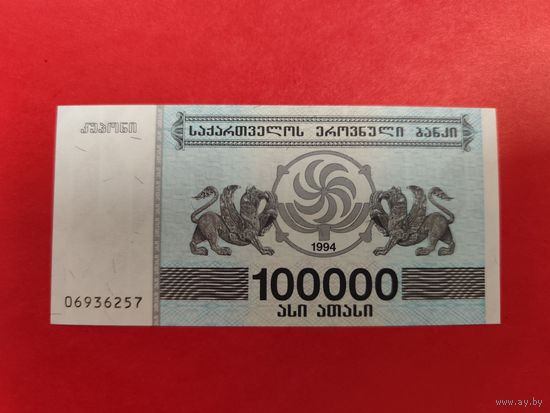 კუპონი
საქართველოს ეროვნული ბანკი
1994
100000
ასი ათასი
06936257
www.ay.by